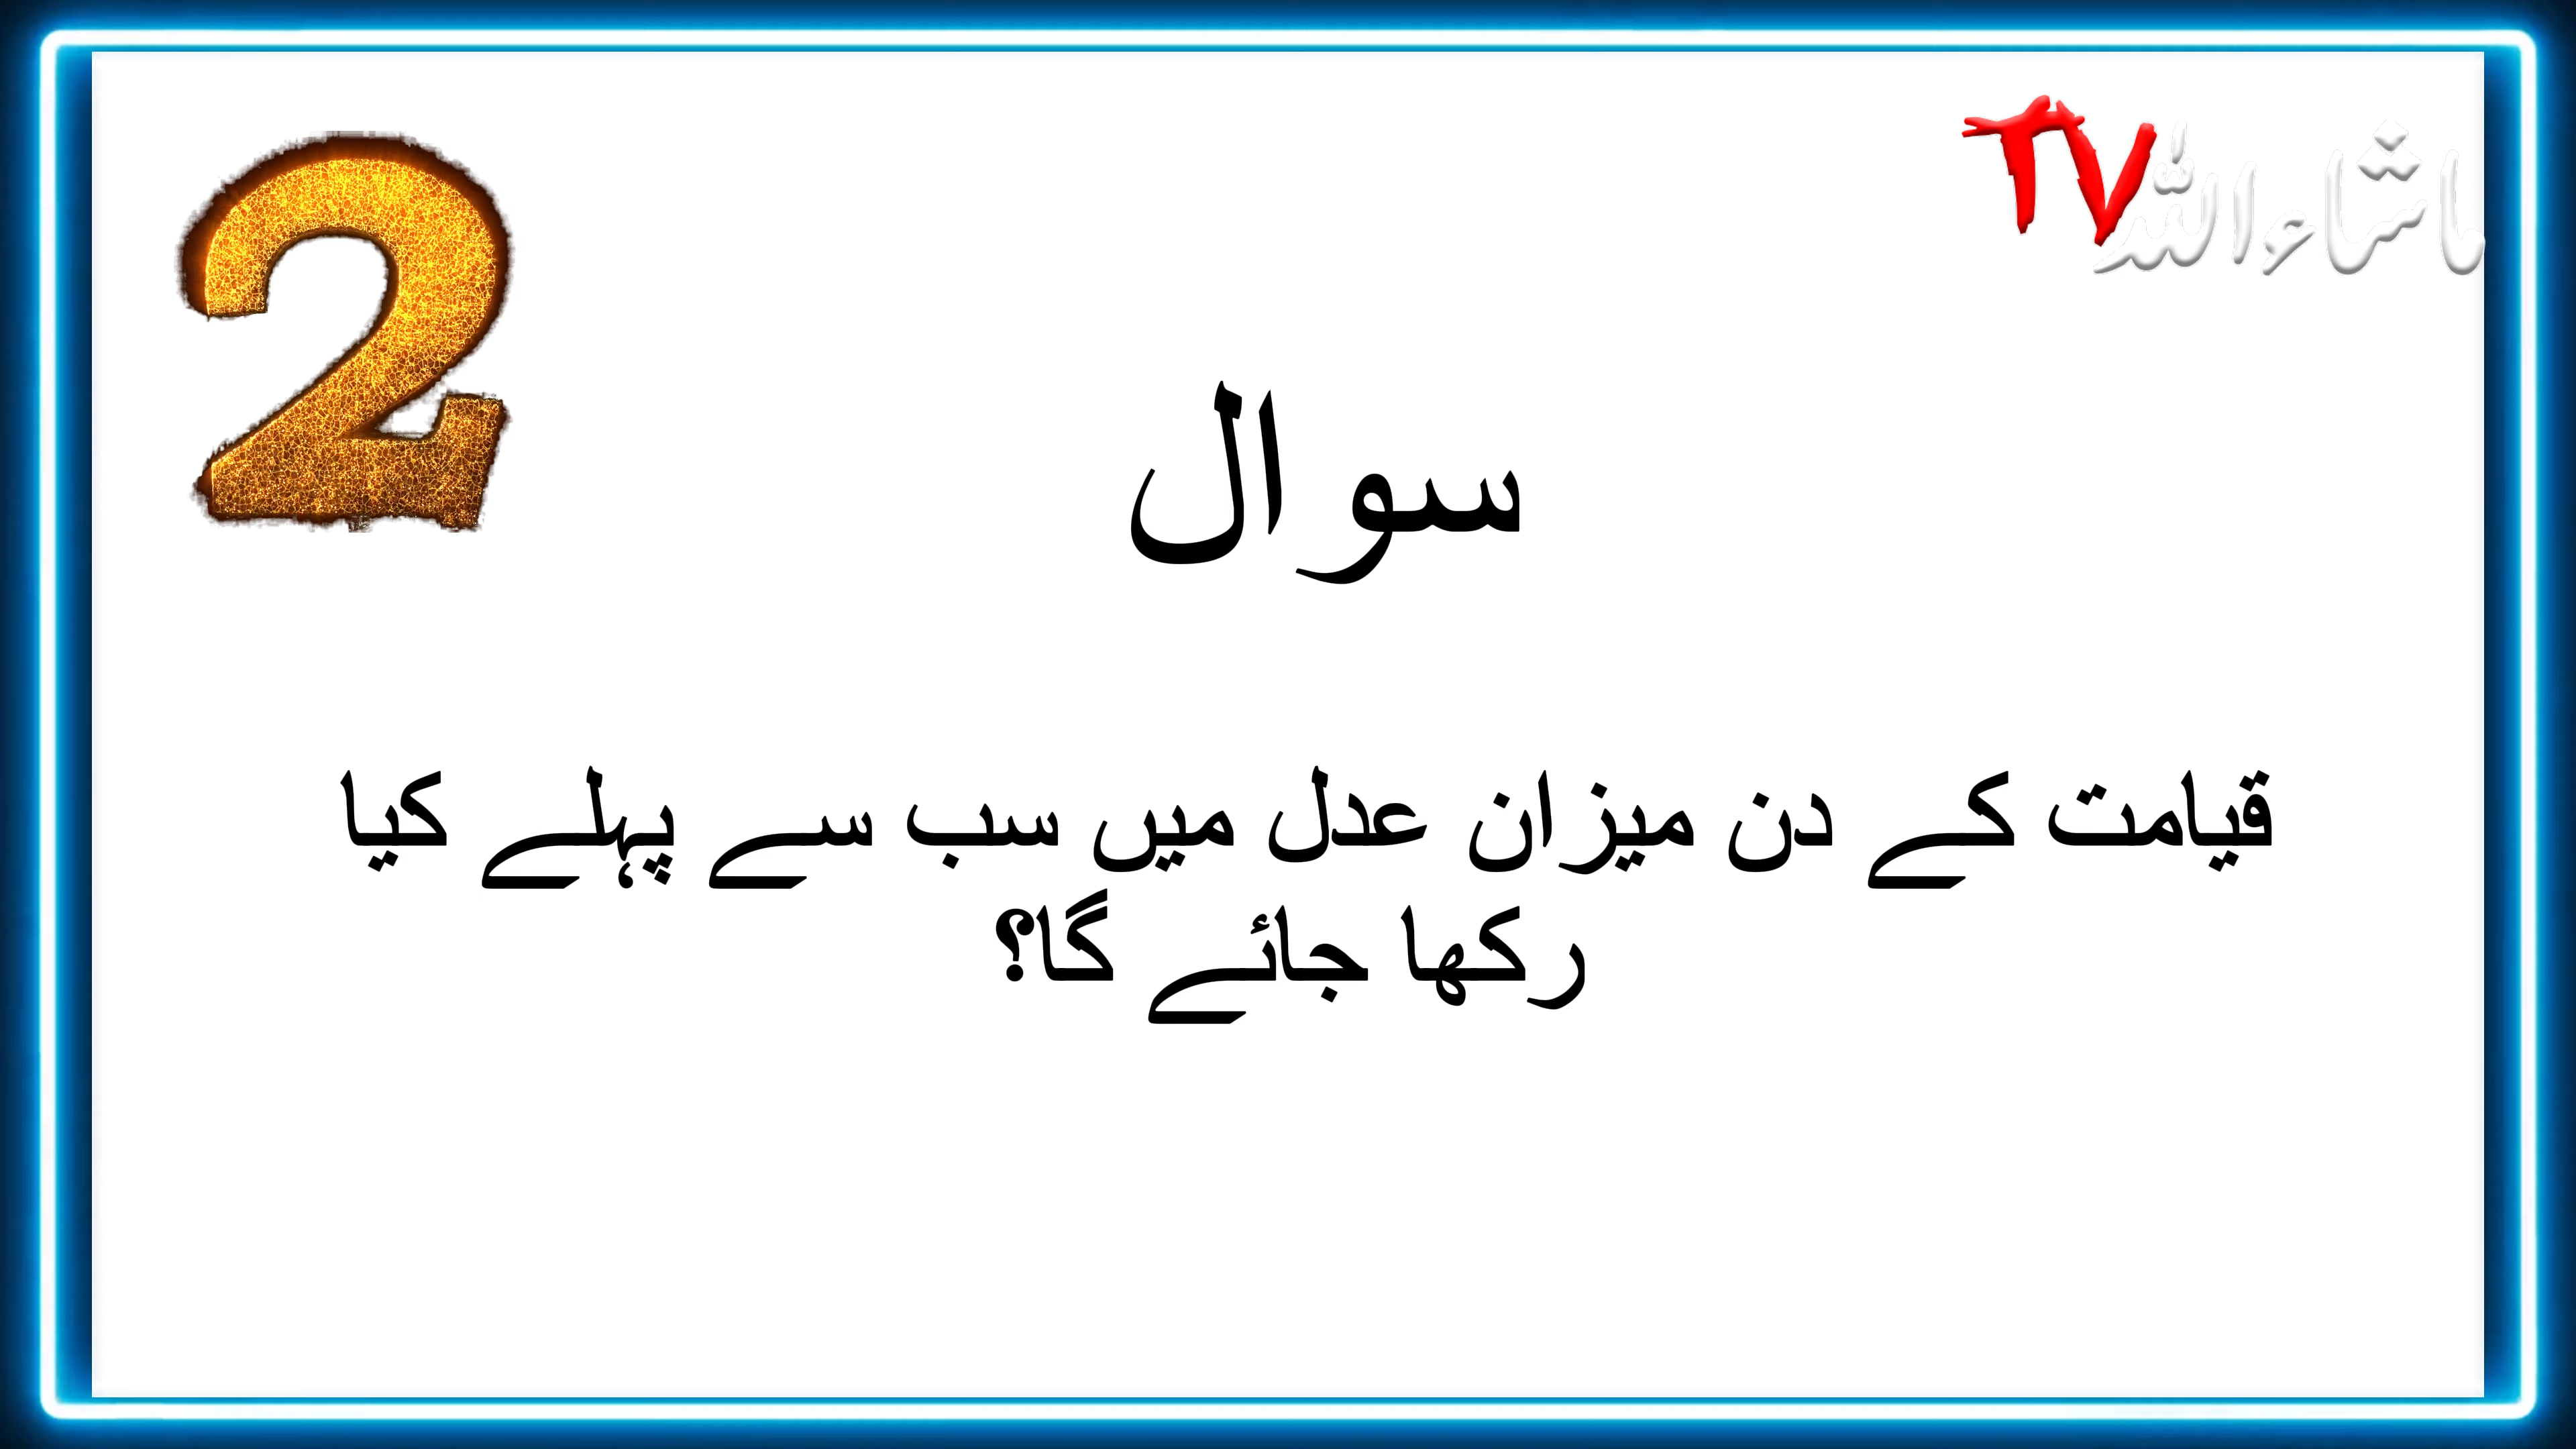 2
ماشاءاللہ TV
سوال
قیامت کے دن میزان عدل میں سب سے پہلے کیا
رکھا جائے گا؟